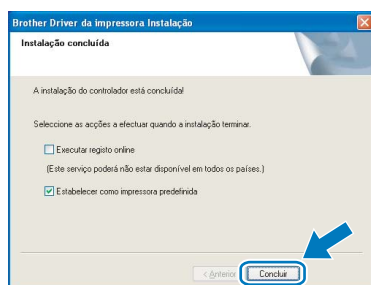 Brother Driver da impressora Instalação
Instalação concluída
A instalação do controlador está concluída!
Seleccione as acções a efectuar quando a instalação terminar.
Executar registo online
(Este serviço poderá não estar disponível em todos os países.)
Estabelecer como impressora predefinida
< Anterior Concluir